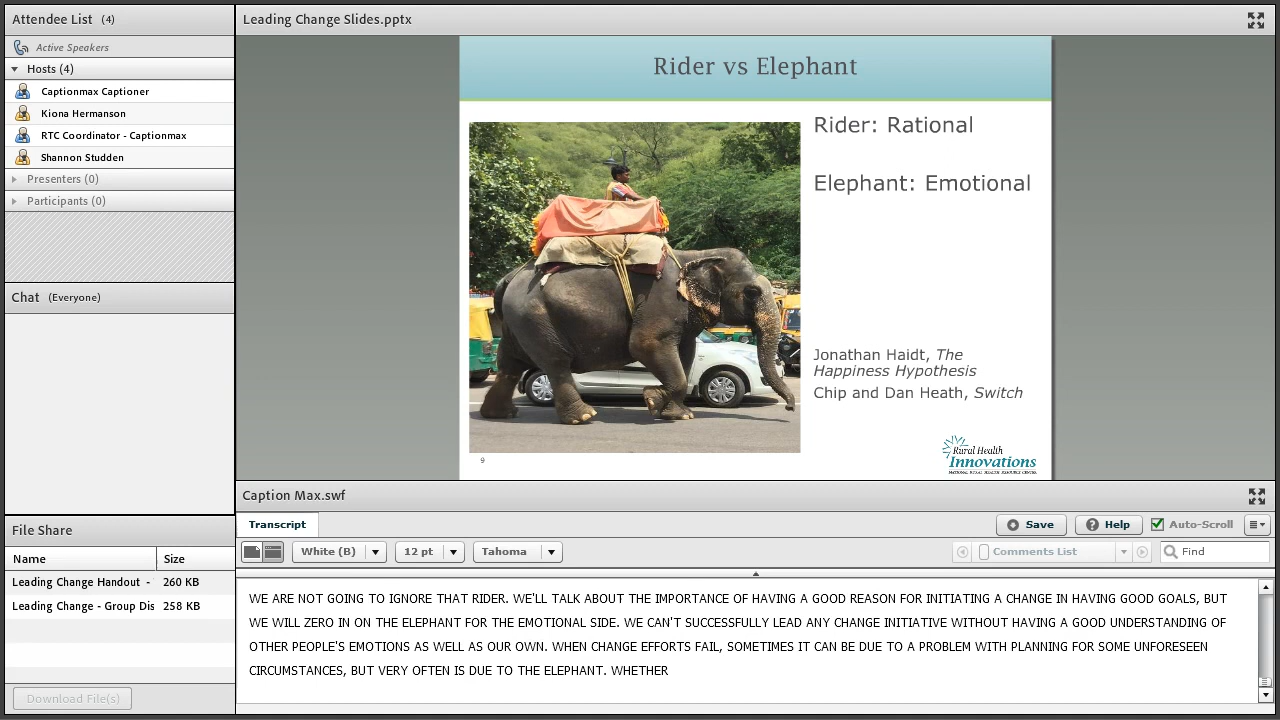 Attendee List (4)
Active Speakers
Hosts (4)
Captionmax Captioner
Kiona Hermanson
RTC Coordinator - Captionmax
Shannon Studden
Presenters (0)
Participants (0)
Chat (Everyone)
File Share
Name Size
Leading Change Handout - 260 KB
Leading Change - Group Dis 258 KB
Download File(s)
Leading Change Slides.pptx
Rider vs Elephant
Rider: Rational
Elephant: Emotional
Jonathan Haidt, The
Happiness Hypothesis
Chip and Dan Heath, Switch
9
Rural Health
Innovations
NATIONAL RURAL HEALTH RESOURCE CENTER
Caption Max.swf
Transcript Save Help Auto-Scroll
White (B) 12 pt Tahoma Comments List Find
WE ARE NOT GOING TO IGNORE THAT RIDER. WE'LL TALK ABOUT THE IMPORTANCE OF HAVING A GOOD REASON FOR INITIATING A CHANGE IN HAVING GOOD GOALS, BUT
WE WILL ZERO IN ON THE ELEPHANT FOR THE EMOTIONAL SIDE. WE CAN'T SUCCESSFULLY LEAD ANY CHANGE INITIATIVE WITHOUT HAVING A GOOD UNDERSTANDING OF
OTHER PEOPLE'S EMOTIONS AS WELL AS OUR OWN. WHEN CHANGE EFFORTS FAIL, SOMETIMES IT CAN BE DUE TO A PROBLEM WITH PLANNING FOR SOME UNFORESEEN
CIRCUMSTANCES, BUT VERY OFTEN IS DUE TO THE ELEPHANT. WHETHER